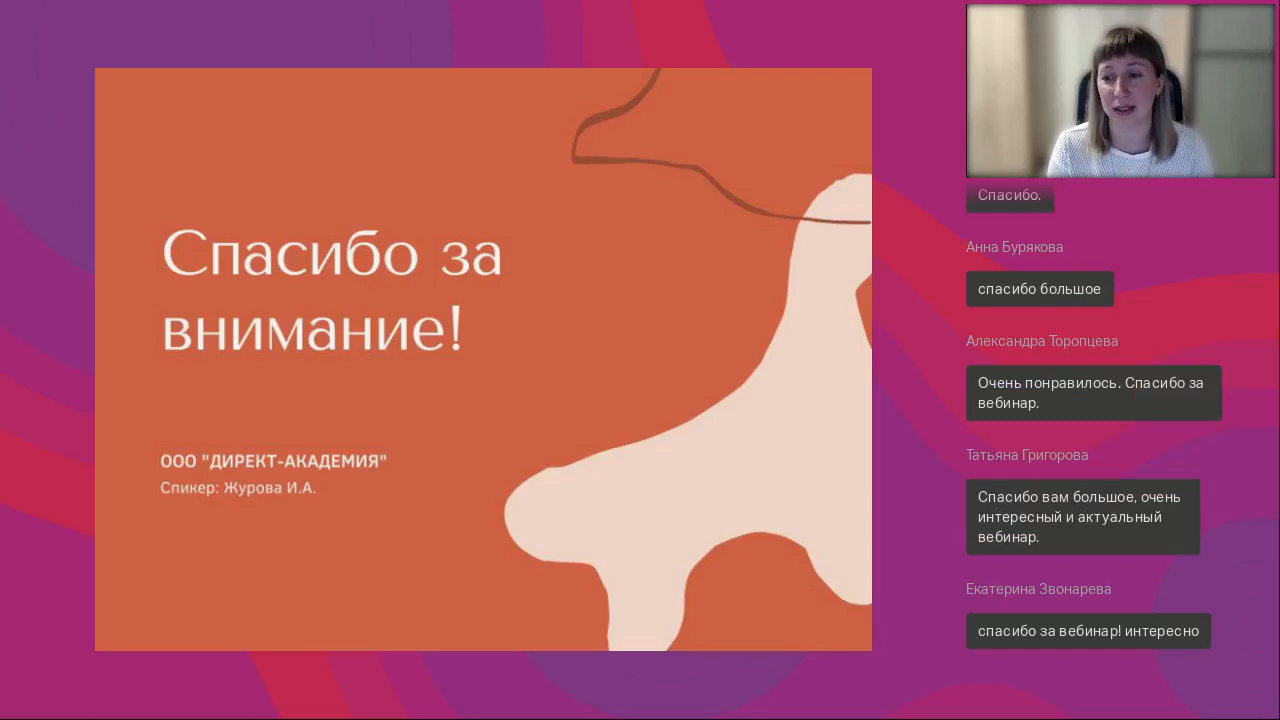 Спасибо за
внимание!
ООО "ДИРЕКТ-АКАДЕМИЯ"
Спикер: Журова И.А.
Спасибо.
Анна Бурякова
спасибо большое
Александра Торопцева
Очень понравилось. Спасибо за
вебинар.
Татьяна Григорова
Спасибо вам большое, очень
интересный и актуальный
вебинар.
Екатерина Звонарева
спасибо за вебинар! интересно